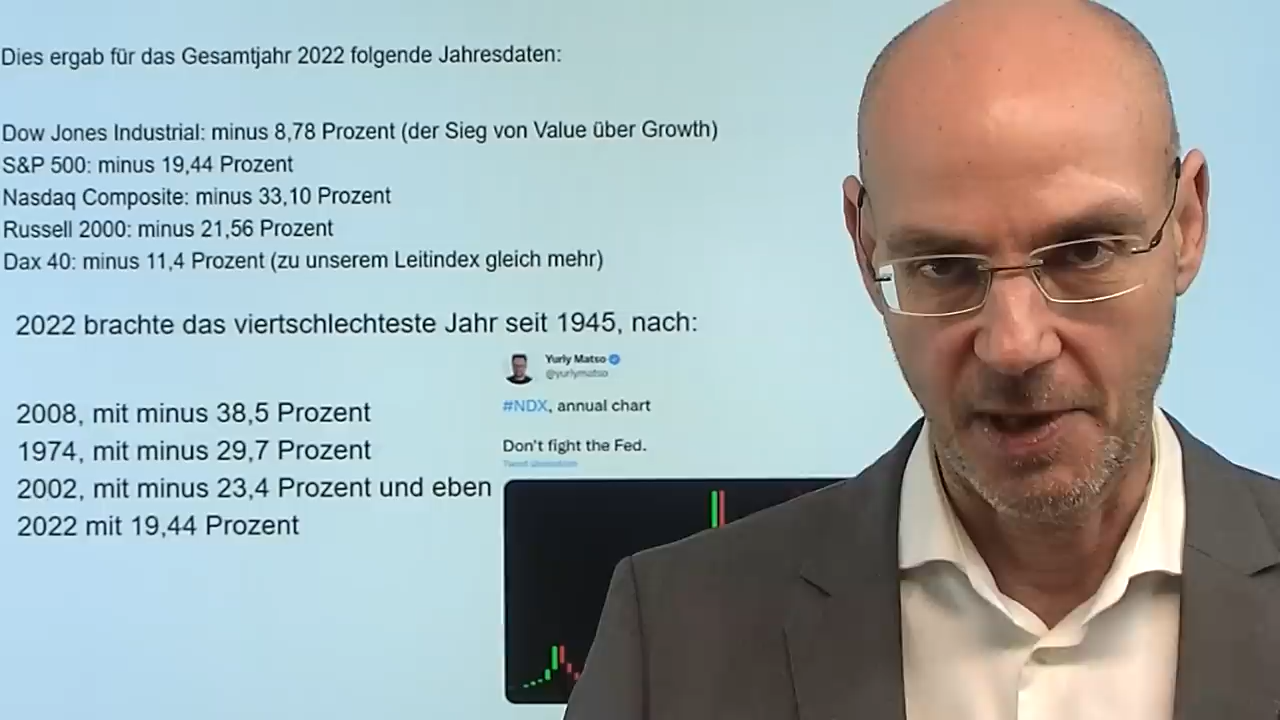 Dies ergab für das Gesamtjahr 2022 folgende Jahresdaten:
Dow Jones Industrial: minus 8,78 Prozent (der Sieg von Value über Growth)
S&P 500: minus 19,44 Prozent
Nasdaq Composite: minus 33,10 Prozent
Russell 2000: minus 21,56 Prozent
Dax 40: minus 11,4 Prozent (zu unserem Leitindex gleich mehr)
2022 brachte das viertschlechteste Jahr seit 1945, nach:
2008, mit minus 38,5 Prozent
1974, mit minus 29,7 Prozent
2002, mit minus 23,4 Prozent und eben
2022 mit 19,44 Prozent
Yuriy Matso
@yuriymatso
#NDX, annual chart
Don't fight the Fed.